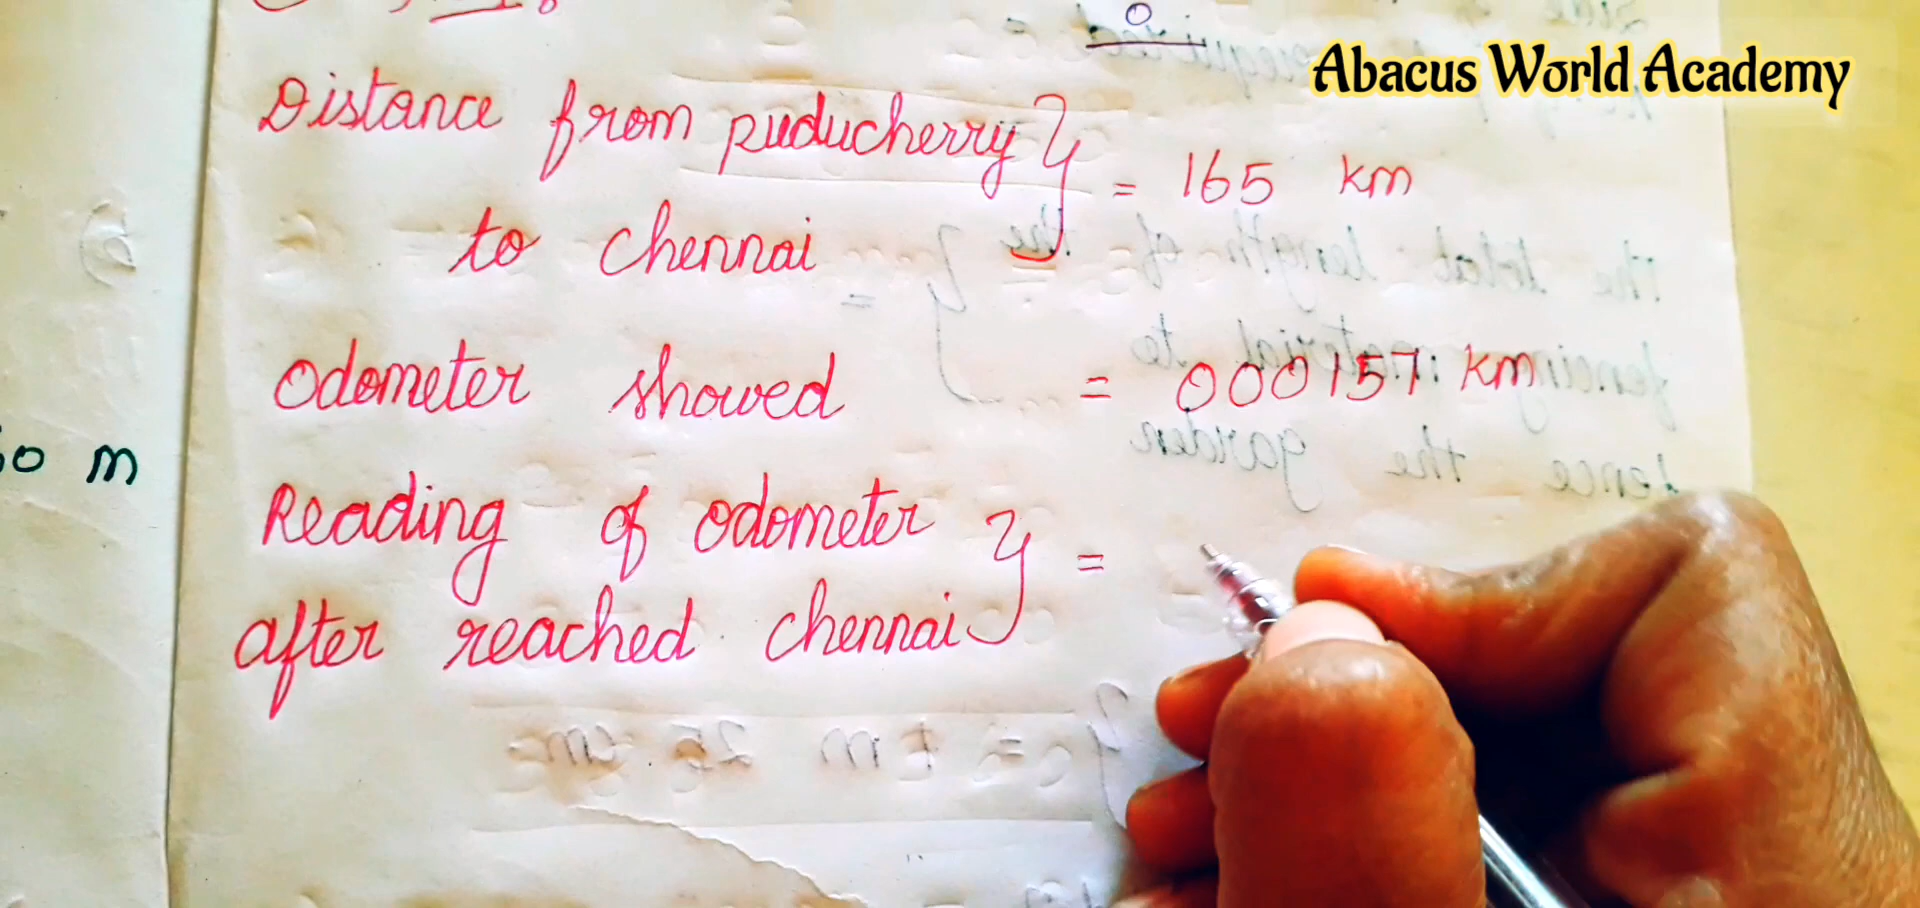 Abacus World Academy
Distance from puducherry } = 165 km
to chennai
odometer showed = 000157 km
Reading of odometer } =
after reached chennai
0 m